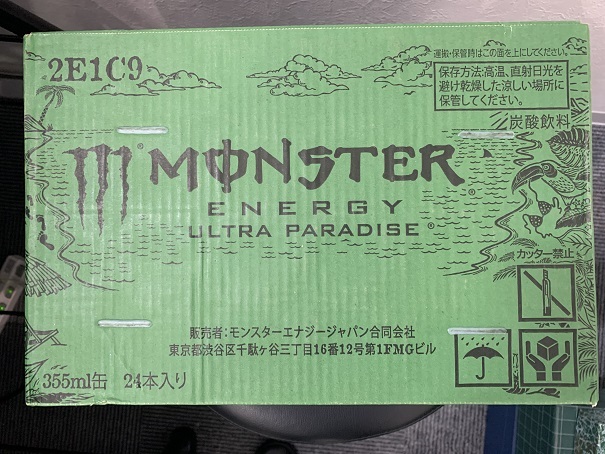 2E1C9
運搬・保管時はこの面を上にしてください。
保存方法:高温、直射日光を
避け乾燥した涼しい場所に
保管してください。
炭酸飲料
MONSTER®
ENERGY
ULTRA PARADISE®
カッター禁止
販売者:モンスターエナジージャパン合同会社
東京都渋谷区千駄ヶ谷三丁目16番12号第1FMGビル
355ml缶 24本入り